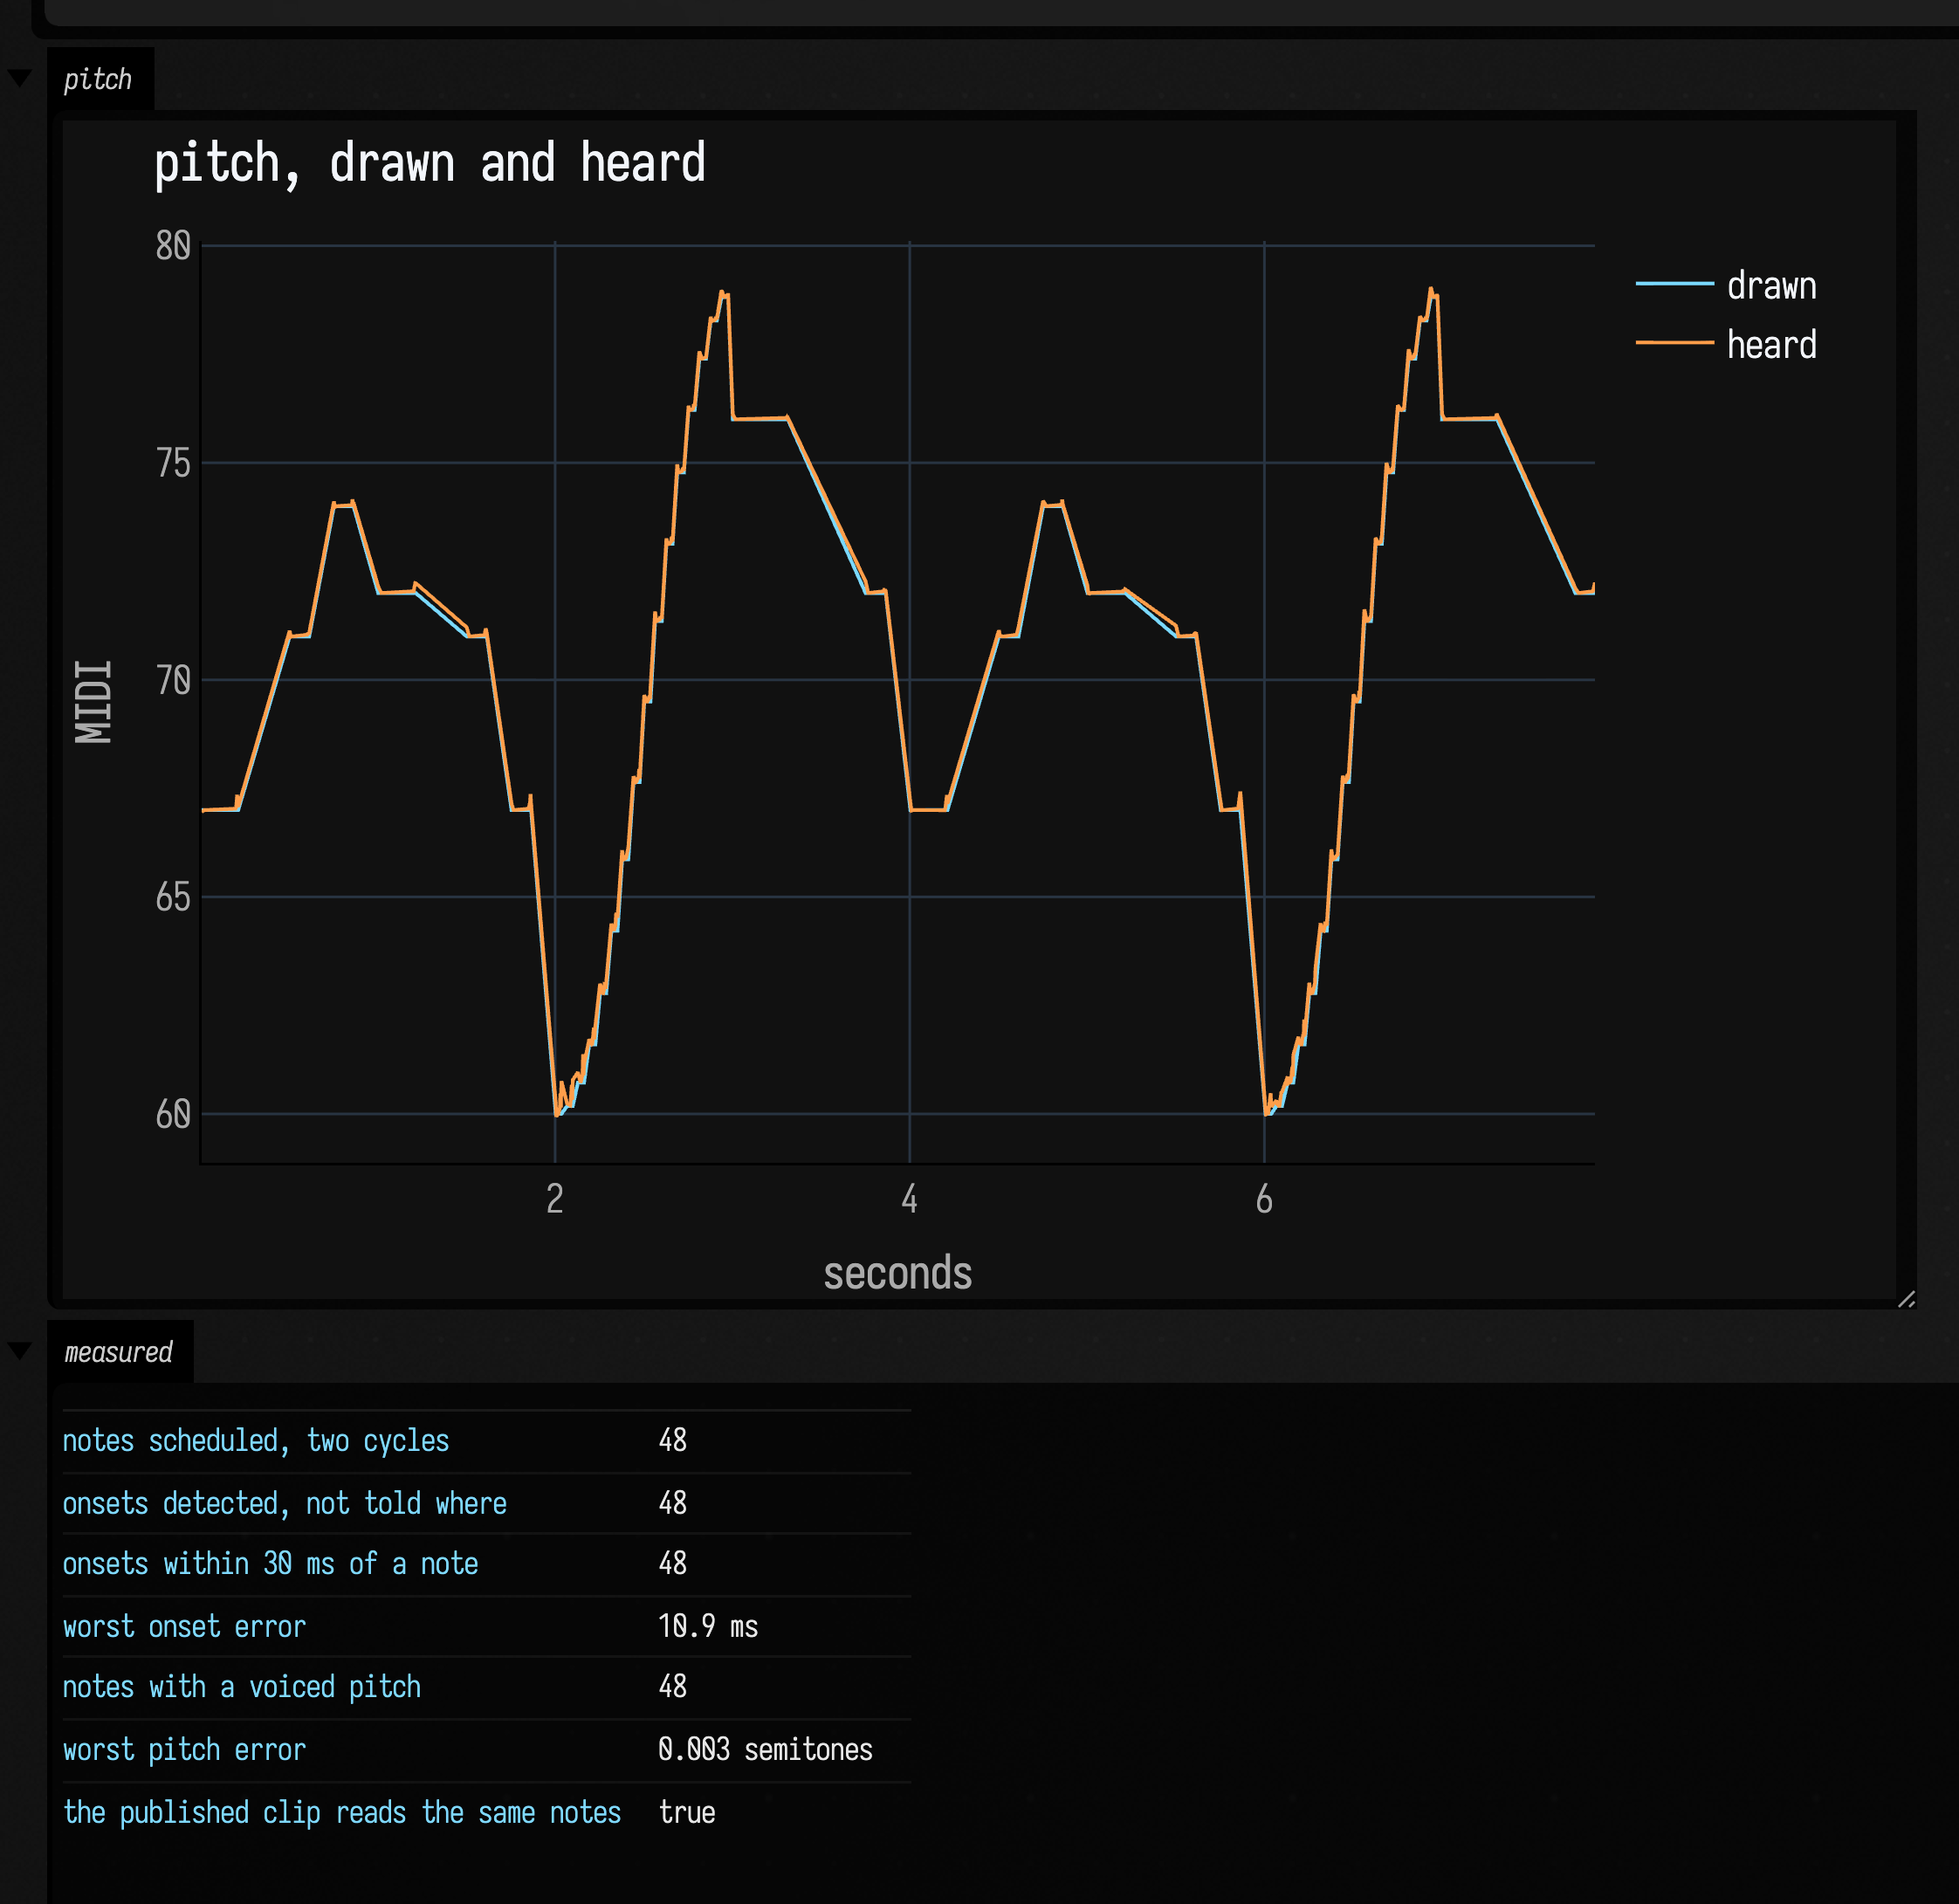 pitch
pitch, drawn and heard
80
75
70
65
60
MIDI
2 4 6
seconds
drawn
heard
measured
notes scheduled, two cycles 48
onsets detected, not told where 48
onsets within 30 ms of a note 48
worst onset error 10.9 ms
notes with a voiced pitch 48
worst pitch error 0.003 semitones
the published clip reads the same notes true